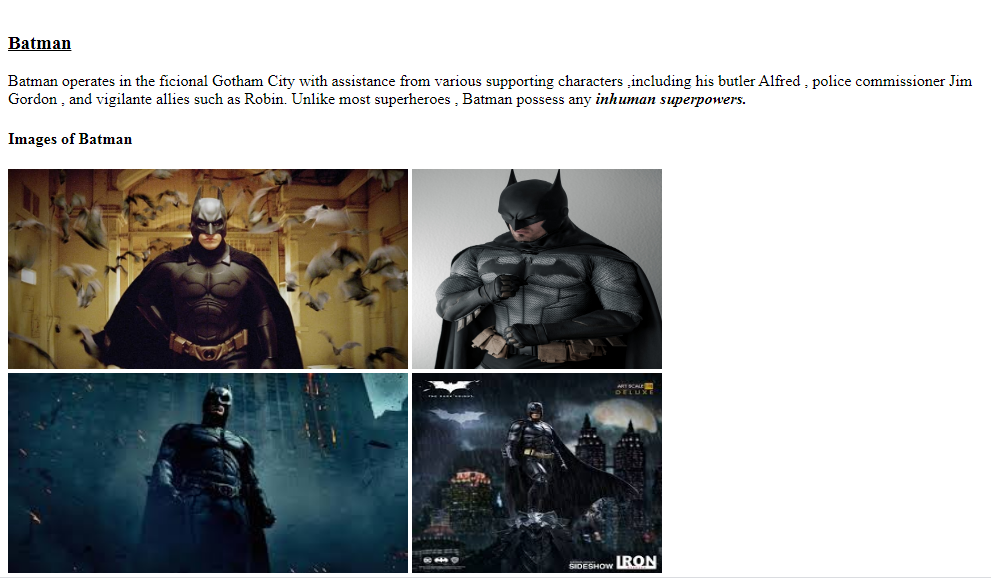 Batman
Batman operates in the ficional Gotham City with assistance from various supporting characters ,including his butler Alfred , police commissioner Jim
Gordon , and vigilante allies such as Robin. Unlike most superheroes , Batman possess any inhuman superpowers.
Images of Batman
THE DARK KNIGHT
ART SCALE
DELUXE
SIDESHOW IRON